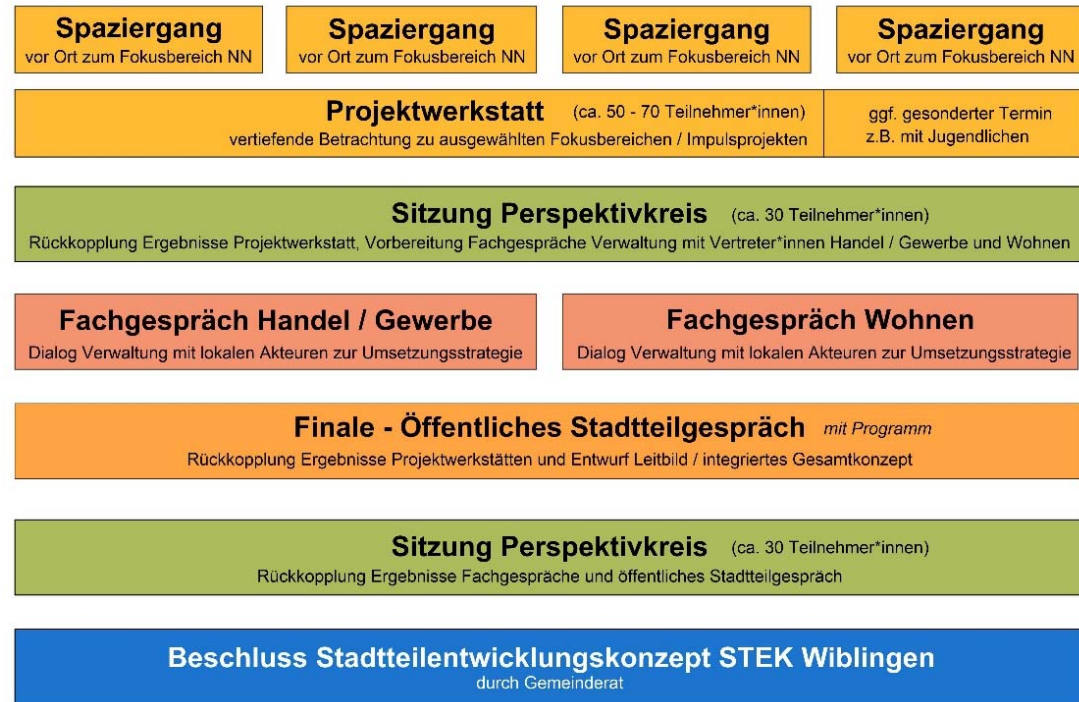 Spaziergang
vor Ort zum Fokusbereich NN
Spaziergang
vor Ort zum Fokusbereich NN
Spaziergang
vor Ort zum Fokusbereich NN
Spaziergang
vor Ort zum Fokusbereich NN
Projektwerkstatt (ca. 50 - 70 Teilnehmer*innen)
vertiefende Betrachtung zu ausgewählten Fokusbereichen / Impulsprojekten
ggf. gesonderter Termin
z.B. mit Jugendlichen
Sitzung Perspektivkreis (ca. 30 Teilnehmer*innen)
Rückkopplung Ergebnisse Projektwerkstatt, Vorbereitung Fachgespräche Verwaltung mit Vertreter*innen Handel / Gewerbe und Wohnen
Fachgespräch Handel / Gewerbe
Dialog Verwaltung mit lokalen Akteuren zur Umsetzungsstrategie
Fachgespräch Wohnen
Dialog Verwaltung mit lokalen Akteuren zur Umsetzungsstrategie
Finale - Öffentliches Stadtteilgespräch mit Programm
Rückkopplung Ergebnisse Projektwerkstätten und Entwurf Leitbild / integriertes Gesamtkonzept
Sitzung Perspektivkreis (ca. 30 Teilnehmer*innen)
Rückkopplung Ergebnisse Fachgespräche und öffentliches Stadtteilgespräch
Beschluss Stadtteilentwicklungskonzept STEK Wiblingen
durch Gemeinderat